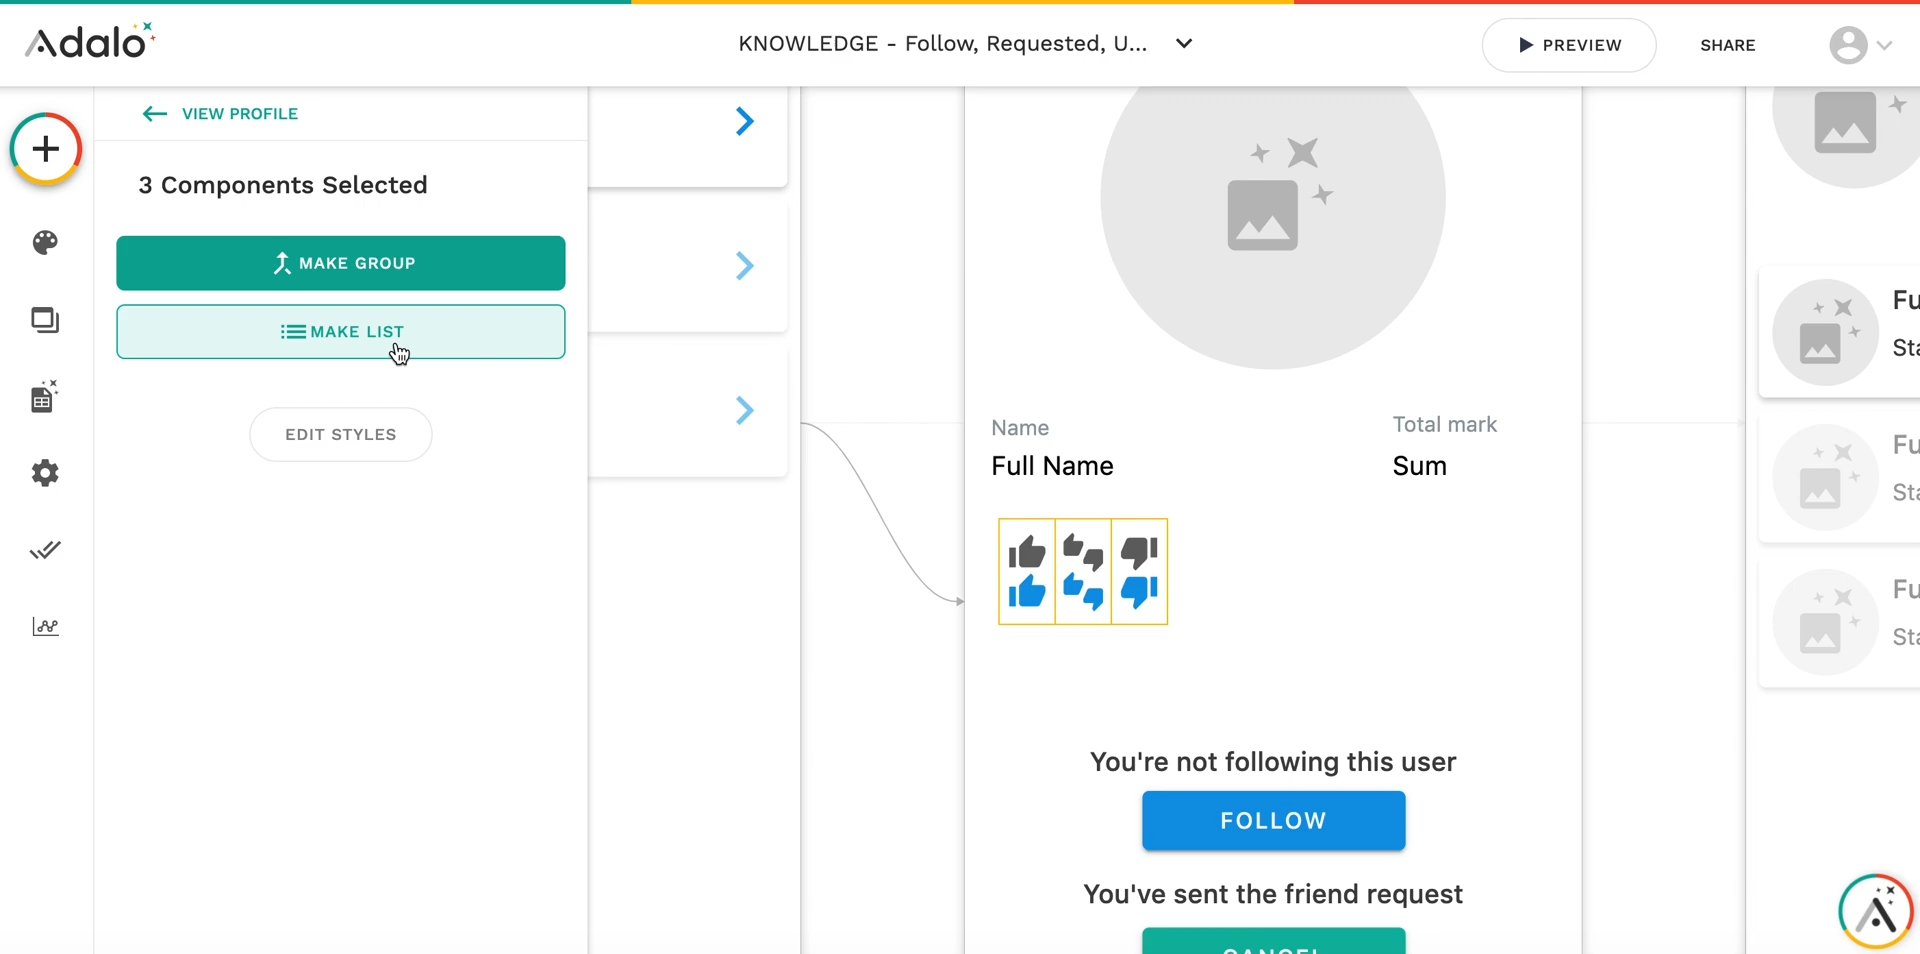 Adalo
KNOWLEDGE - Follow, Requested, U...
PREVIEW
SHARE
VIEW PROFILE
3 Components Selected
MAKE GROUP
MAKE LIST
EDIT STYLES
Name
Full Name
Total mark
Sum
You're not following this user
FOLLOW
You've sent the friend request
CANCEL
Fu
Sta
Fu
Sta
Fu
Sta